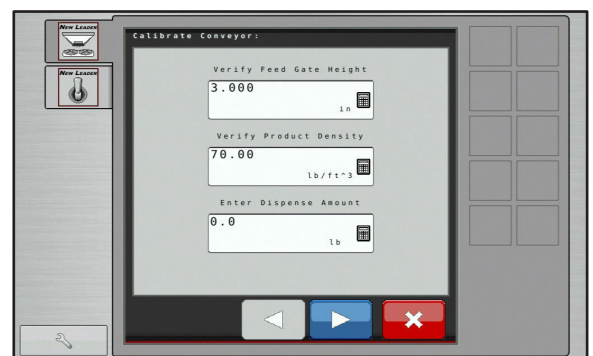 NEW LEADER
NEW LEADER
Calibrate Conveyor:
Verify Feed Gate Height
3.000
in
Verify Product Density
70.00
lb/ft^3
Enter Dispense Amount
0.0
lb